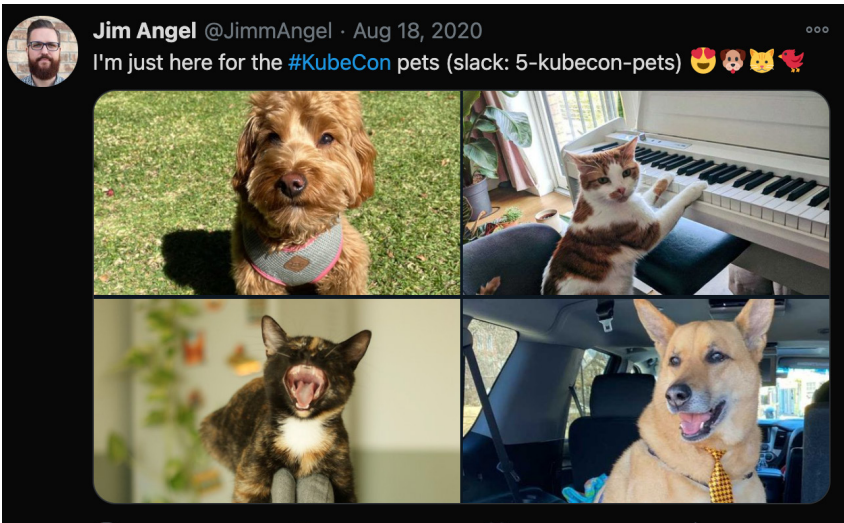 Jim Angel @JimmAngel · Aug 18, 2020
I'm just here for the #KubeCon pets (slack: 5-kubecon-pets) 😍🐶🐱🐦